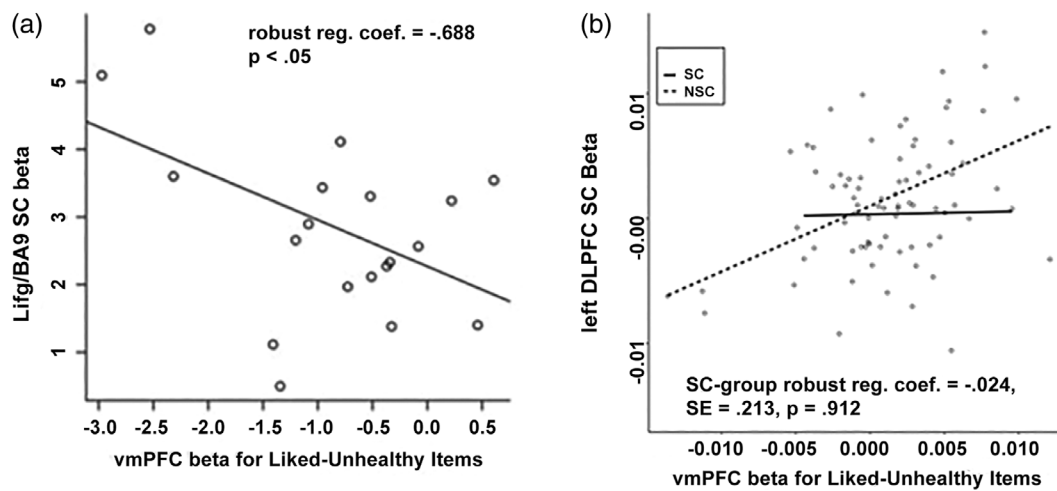 (a)
robust reg. coef. = -.688
p < .05
Lifg/BA9 SC beta
5
4
3
2
1
-3.0 -2.5 -2.0 -1.5 -1.0 -0.5 0.0 0.5
vmPFC beta for Liked-Unhealthy Items
(b)
SC
NSC
left DLPFC SC Beta
0.01
-0.00
-0.01
SC-group robust reg. coef. = -.024,
SE = .213, p = .912
-0.010 -0.005 0.000 0.005 0.010
vmPFC beta for Liked-Unhealthy Items